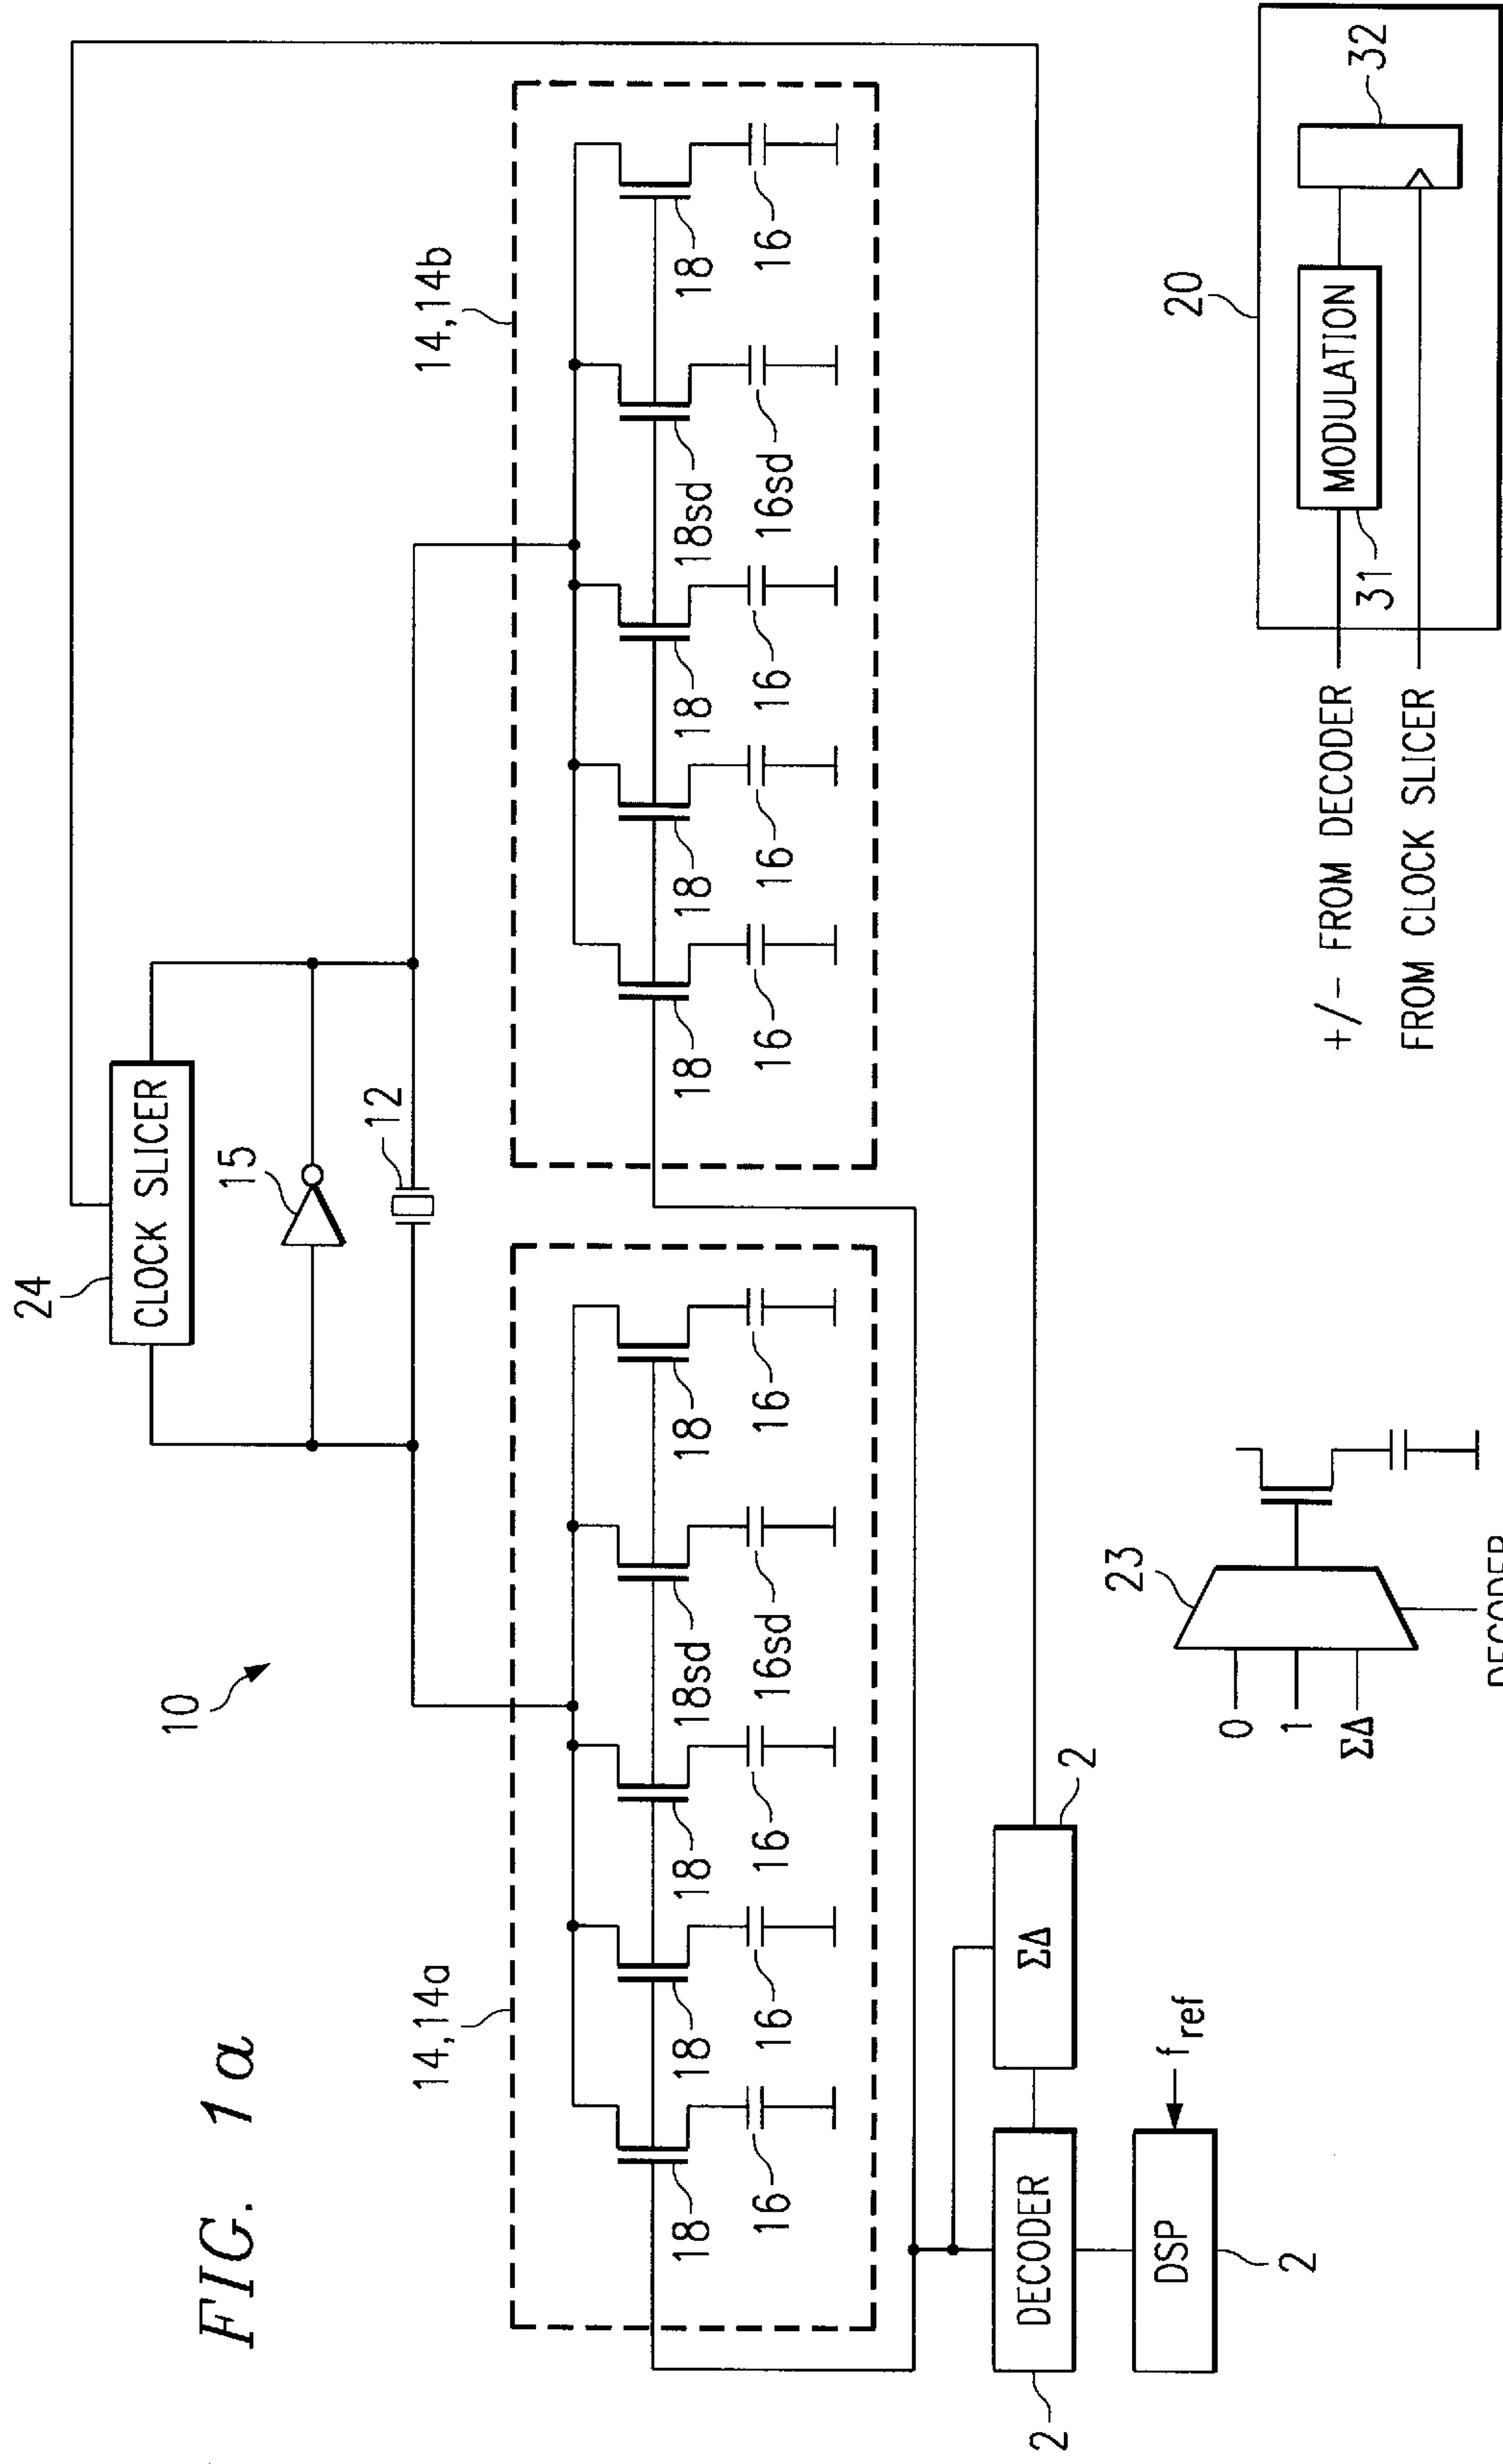 FIG. 1a
10
24
CLOCK SLICER
15
12
14,14a
18
18
18
18sd
18
16
16
16
16sd
16
14,14b
18
18
18
18sd
18
16
16
16
16sd
16
2
DECODER
ΣΔ
2
DSP
fref
2
23
0
1
ΣΔ
DECODER
20
+/- FROM DECODER
FROM CLOCK SLICER
MODULATION
31
32